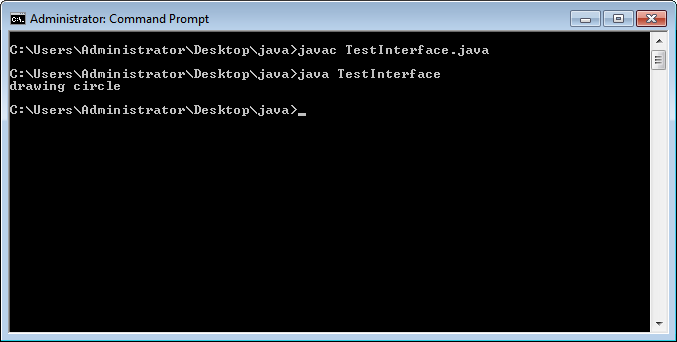 Administrator: Command Prompt
C:\Users\Administrator\Desktop\java>javac TestInterface.java
C:\Users\Administrator\Desktop\java>java TestInterface
drawing circle
C:\Users\Administrator\Desktop\java>_